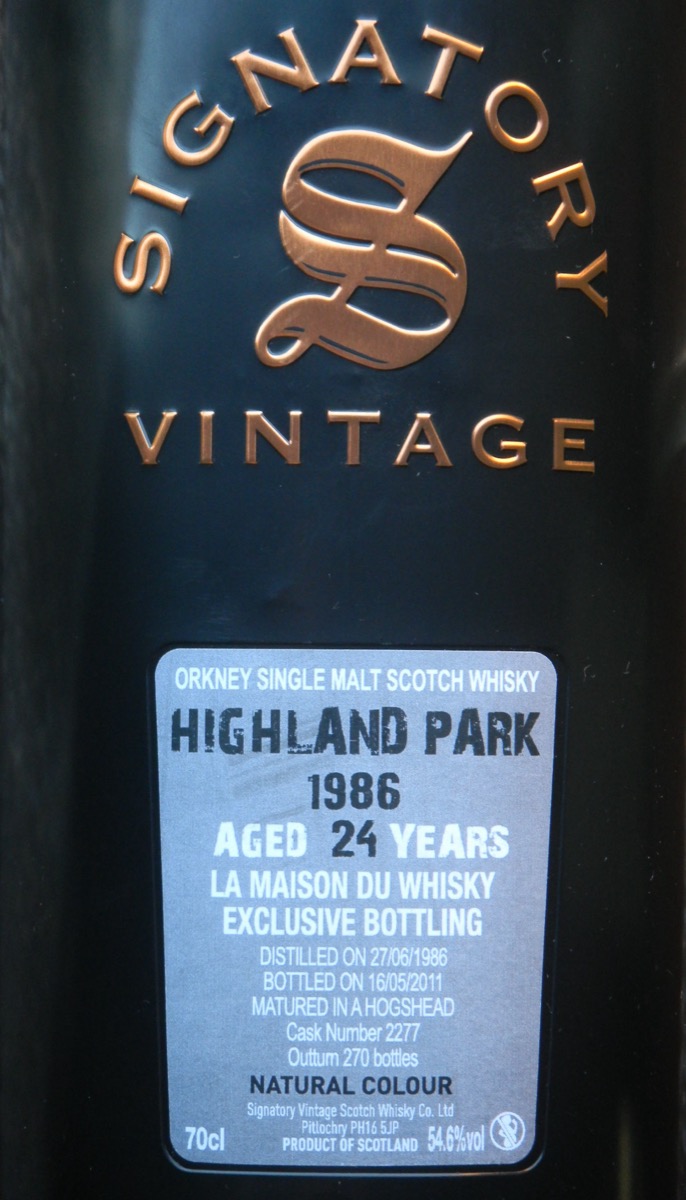 SIGNATORY
S
VINTAGE
ORKNEY SINGLE MALT SCOTCH WHISKY
HIGHLAND PARK
1986
AGED 24 YEARS
LA MAISON DU WHISKY
EXCLUSIVE BOTTLING
DISTILLED ON 27/06/1986
BOTTLED ON 16/05/2011
MATURED IN A HOGSHEAD
Cask Number 2277
Outturn 270 bottles
NATURAL COLOUR
Signatory Vintage Scotch Whisky Co. Ltd
Pitlochry PH16 5JP
70cl PRODUCT OF SCOTLAND 54.6%vol